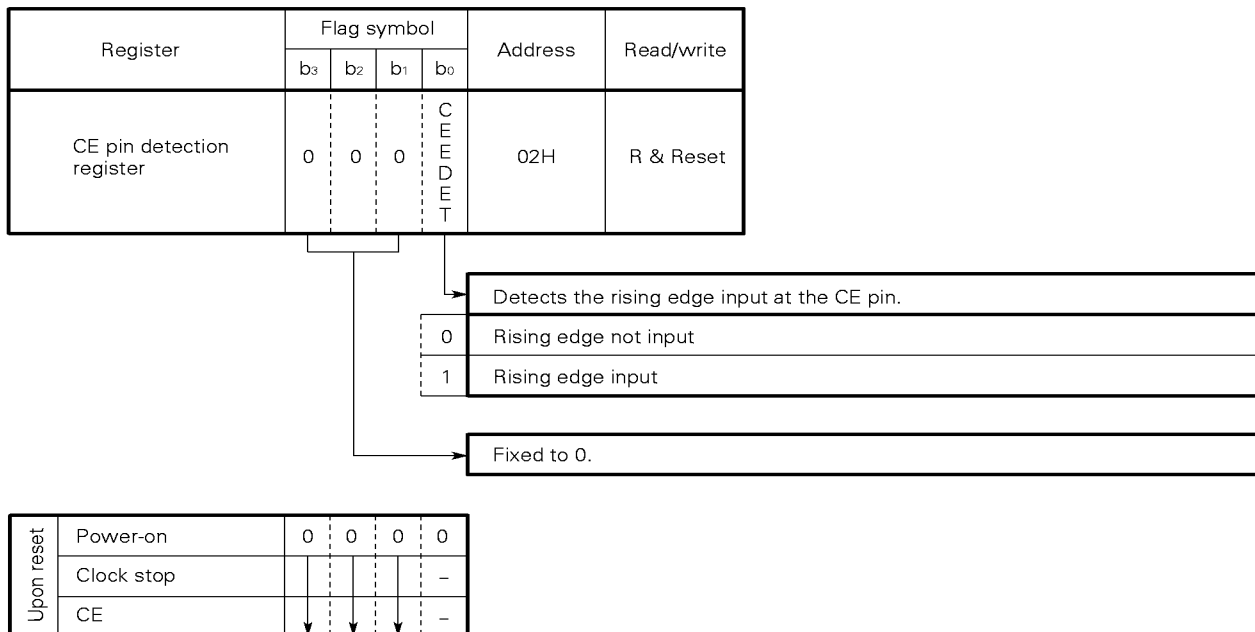 Register
Flag symbol
Address
Read/write
b3 b2 b1 b0
CE pin detection
register
0 0 0
C
E
E
D
E
T
02H
R & Reset
Detects the rising edge input at the CE pin.
0 Rising edge not input
1 Rising edge input
Fixed to 0.
Upon reset
Power-on 0 0 0 0
Clock stop –
CE –